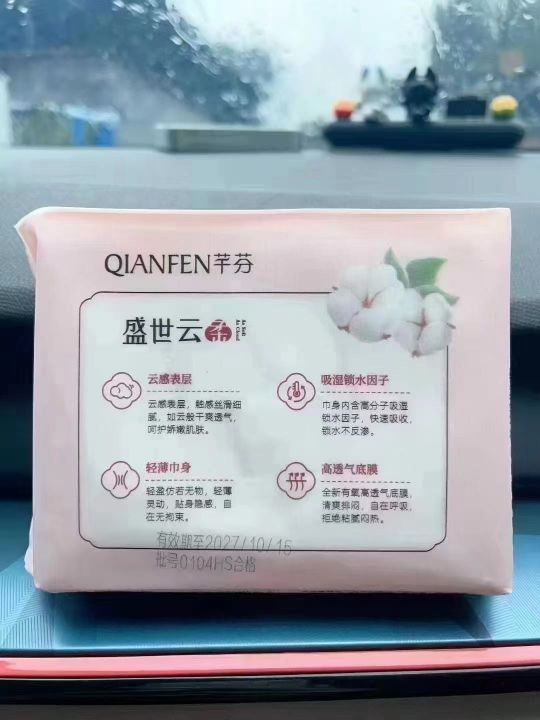 QIANFEN芊芬
盛世云柔
云感表层
云感表层，触感丝滑细
腻，如云般干爽透气，
呵护娇嫩肌肤。
吸湿锁水因子
巾身内含高分子吸湿
锁水因子，快速吸收，
锁水不反渗。
轻薄巾身
轻盈仿若无物，轻薄
灵动，贴身隐感，自
在无拘束。
高透气底膜
全新有氧高透气底膜，
清爽排闷，自在呼吸，
拒绝粘腻闷热。
有效期至2027/10/15
批号0104HS合格